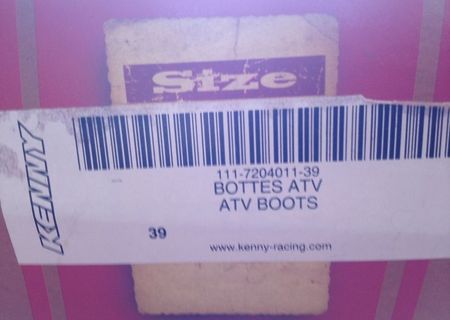 Size
KENNY
111-7204011-39
BOTTES ATV
ATV BOOTS
39
www.kenny-racing.com